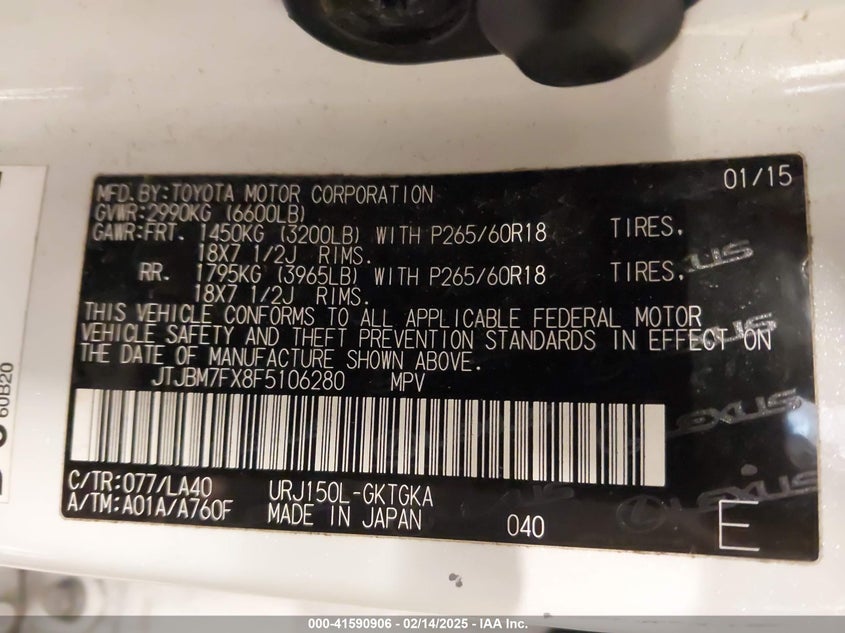 MFD.BY:TOYOTA MOTOR CORPORATION 01/15
GVWR:2990KG (6600LB)
GAWR:FRT. 1450KG (3200LB) WITH P265/60R18 TIRES,
18X7 1/2J RIMS.
RR. 1795KG (3965LB) WITH P265/60R18 TIRES,
18X7 1/2J RIMS.
THIS VEHICLE CONFORMS TO ALL APPLICABLE FEDERAL MOTOR
VEHICLE SAFETY AND THEFT PREVENTION STANDARDS IN EFFECT ON
THE DATE OF MANUFACTURE SHOWN ABOVE.
JTJBM7FX8F5106280 MPV
C/TR:077/LA40 URJ150L-GKTGKA
A/TM:A01A/A760F MADE IN JAPAN 040 E
LEXUS
LEXUS
60B20
000-41590906 - 02/14/2025 - IAA Inc.